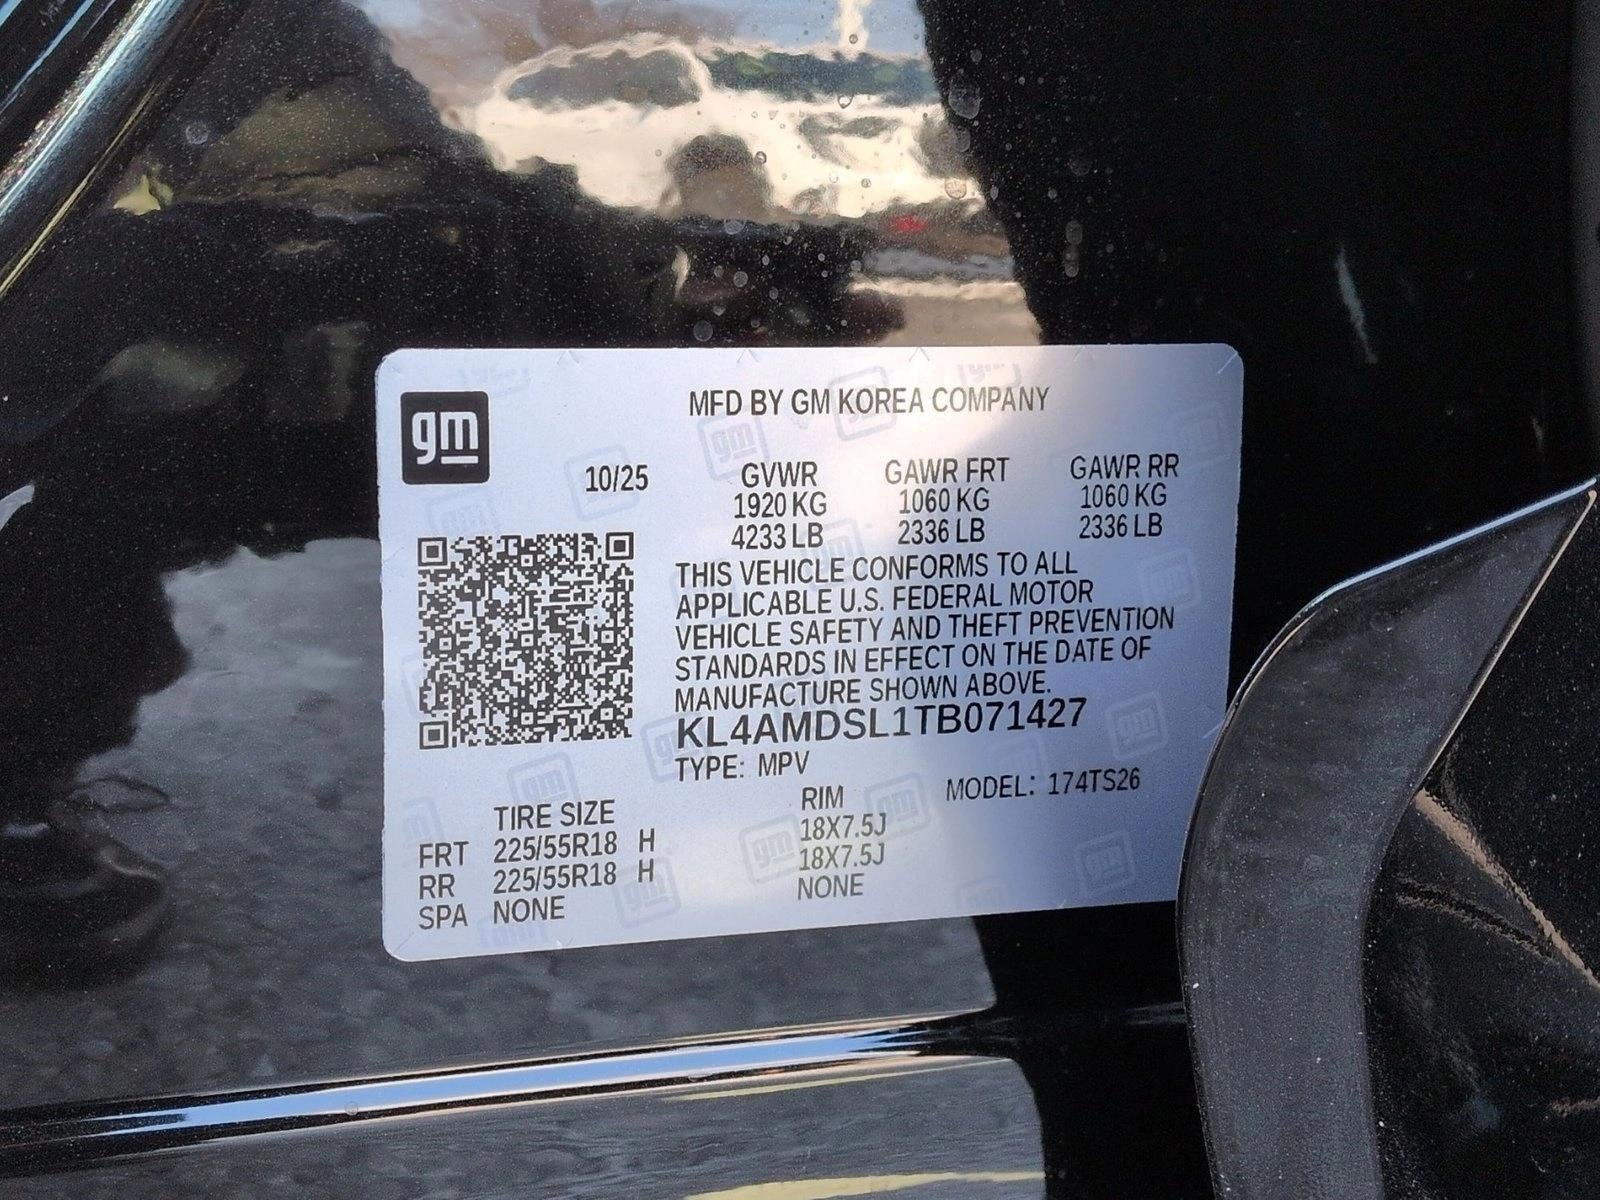 gm
MFD BY GM KOREA COMPANY
10/25 GVWR GAWR FRT GAWR RR
1920 KG 1060 KG 1060 KG
4233 LB 2336 LB 2336 LB
THIS VEHICLE CONFORMS TO ALL
APPLICABLE U.S. FEDERAL MOTOR
VEHICLE SAFETY AND THEFT PREVENTION
STANDARDS IN EFFECT ON THE DATE OF
MANUFACTURE SHOWN ABOVE.
KL4AMDSL1TB071427
TYPE: MPV MODEL: 174TS26
TIRE SIZE RIM
FRT 225/55R18 H 18X7.5J
RR 225/55R18 H 18X7.5J
SPA NONE NONE